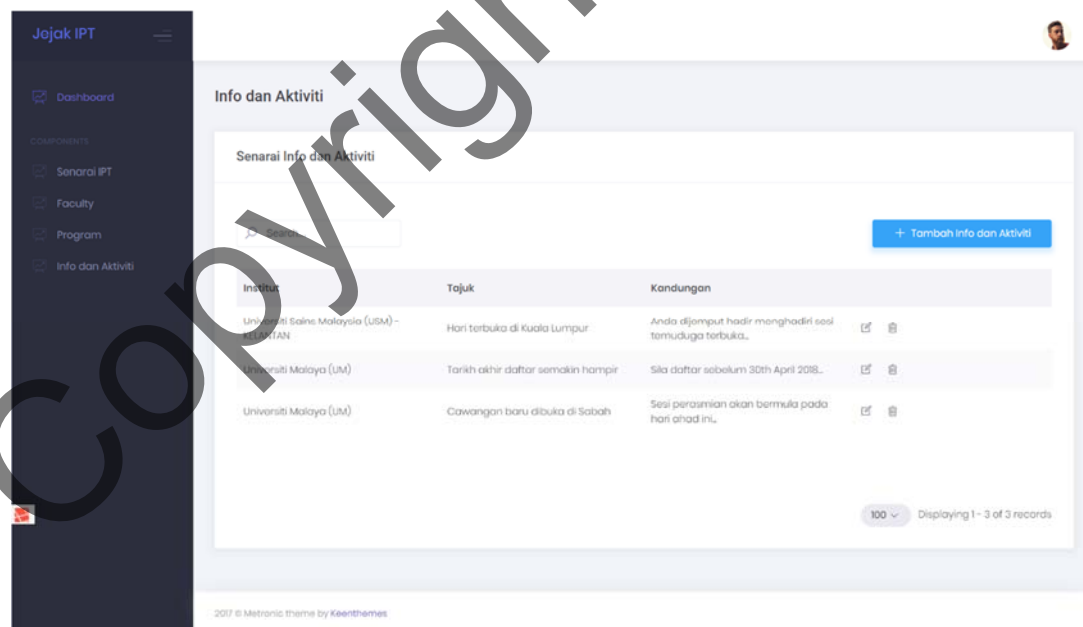 Jejak IPT
Dashboard
COMPONENTS
Senarai IPT
Faculty
Program
Info dan Aktiviti
Info dan Aktiviti
Senarai Info dan Aktiviti
Search...
+ Tambah Info dan Aktiviti
Institut Tajuk Kandungan
Universiti Sains Malaysia (USM) - Hari terbuka di Kuala Lumpur Anda dijemput hadir menghadiri sesi
KELANTAN temuduga terbuka...
Universiti Malaya (UM) Tarikh akhir daftar semakin hampir Sila daftar sebelum 30th April 2018...
Universiti Malaya (UM) Cawangan baru dibuka di Sabah Sesi perasmian akan bermula pada
hari ahad ini...
100 Displaying 1 - 3 of 3 records
2017 © Metronic theme by Keenthemes
Copyrigh